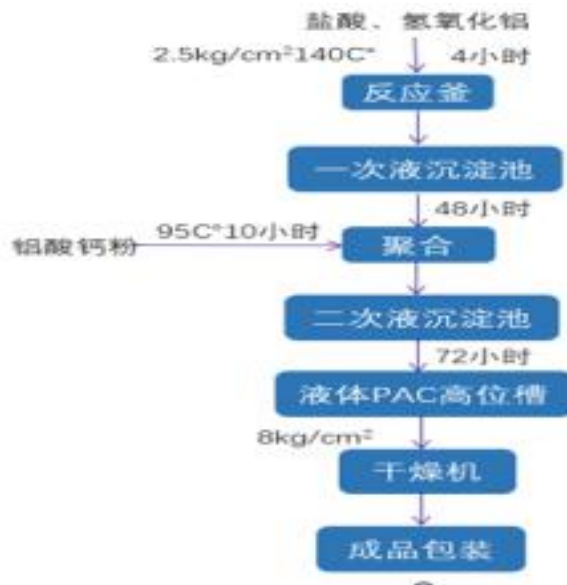 盐酸、氢氧化铝
2.5kg/cm²140C° 4小时
反应釜
一次液沉淀池
48小时
铝酸钙粉 95C°10小时
聚合
二次液沉淀池
72小时
液体PAC高位槽
8kg/cm²
干燥机
成品包装